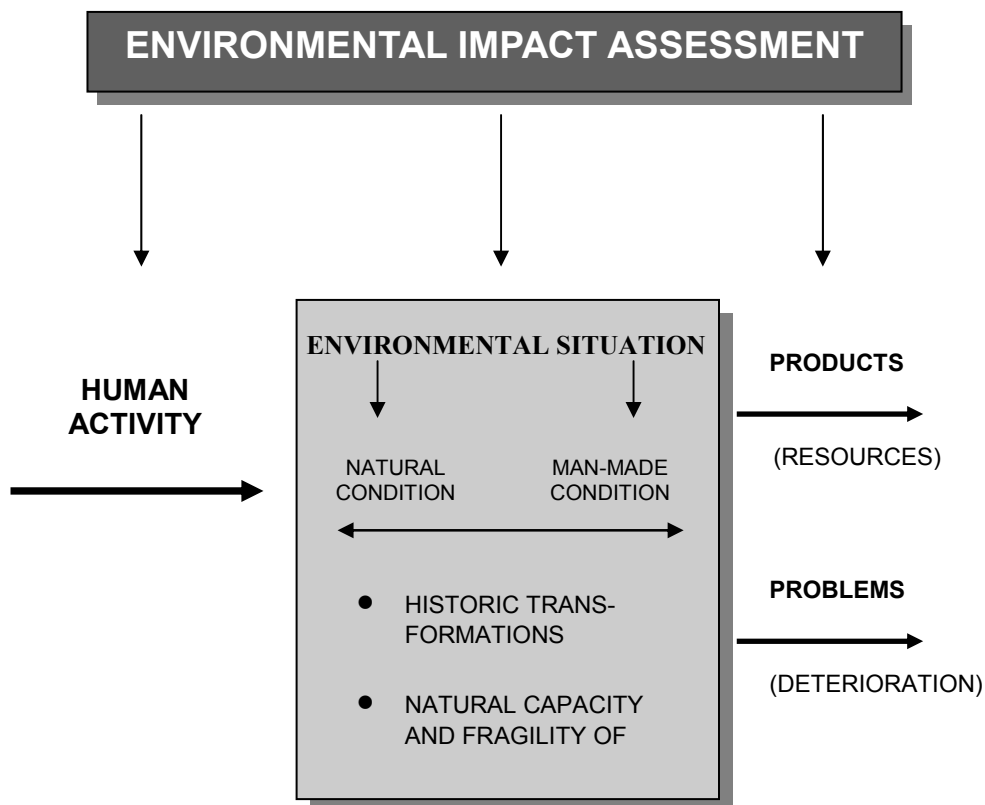 ENVIRONMENTAL IMPACT ASSESSMENT
HUMAN
ACTIVITY
ENVIRONMENTAL SITUATION
NATURAL
CONDITION
MAN-MADE
CONDITION
● HISTORIC TRANS-
FORMATIONS
● NATURAL CAPACITY
AND FRAGILITY OF
PRODUCTS
(RESOURCES)
PROBLEMS
(DETERIORATION)